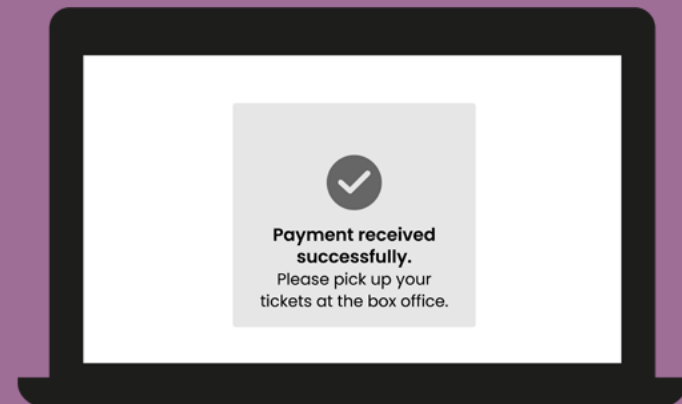 Payment received
successfully.
Please pick up your
tickets at the box office.